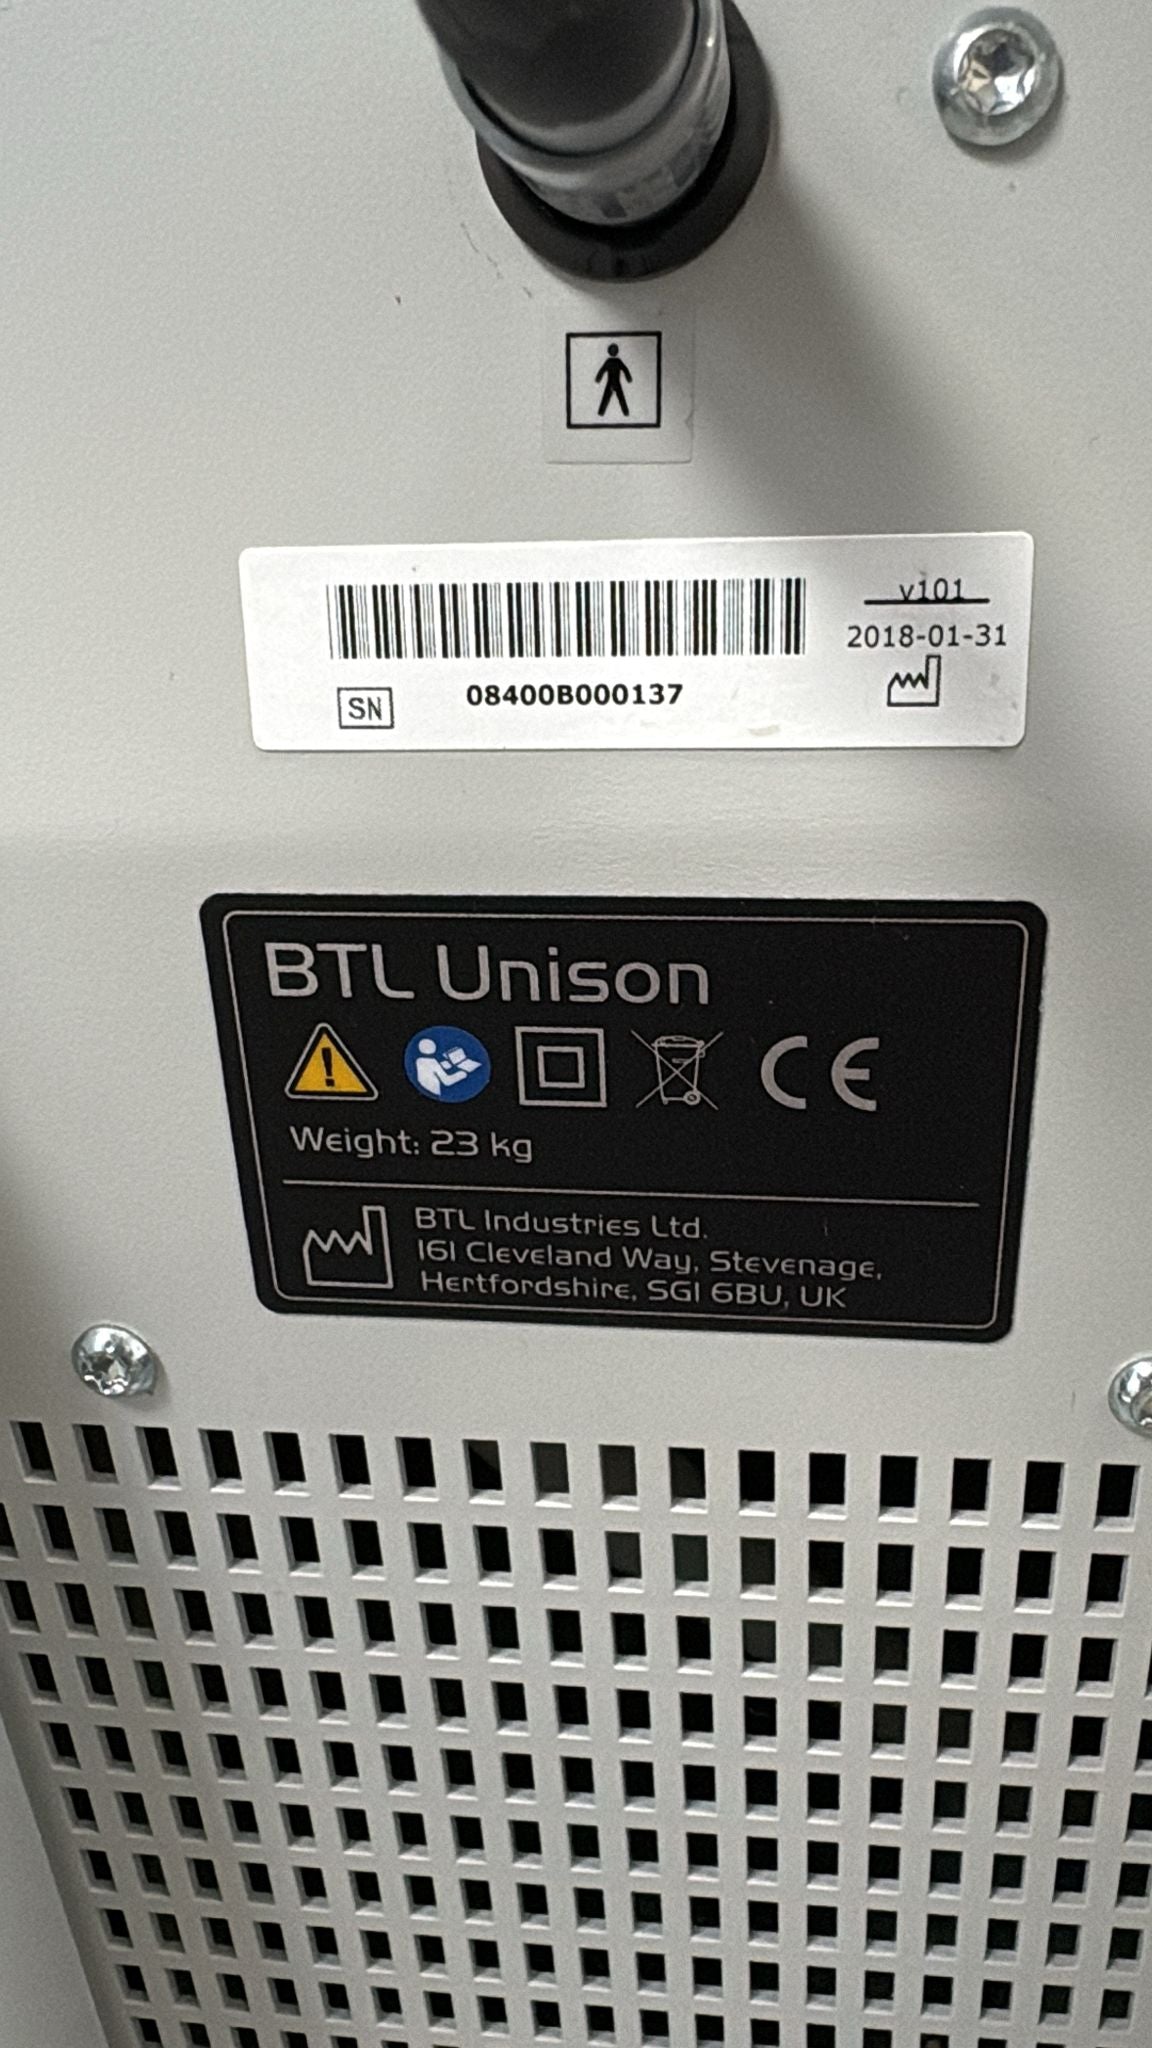 v101
2018-01-31
SN 08400B000137
BTL Unison
CE
Weight: 23 kg
BTL Industries Ltd.
161 Cleveland Way, Stevenage,
Hertfordshire, SG1 6BU, UK